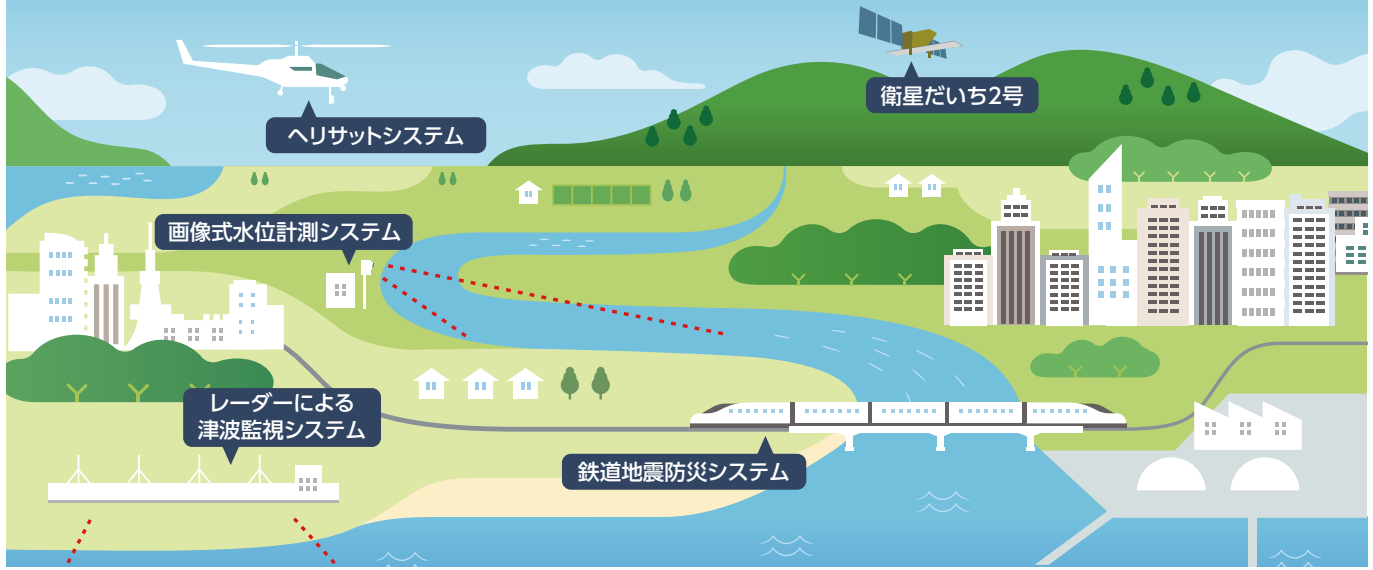 ヘリサットシステム
衛星だいち2号
画像式水位計測システム
レーダーによる
津波監視システム
鉄道地震防災システム